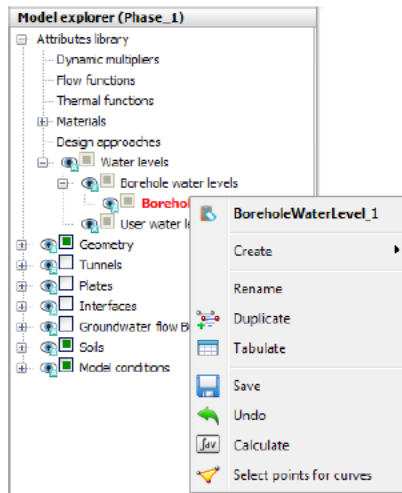 Model explorer (Phase_1)
Attributes library
Dynamic multipliers
Flow functions
Thermal functions
Materials
Design approaches
Water levels
Borehole water levels
Borehol
User water l
Geometry
Tunnels
Plates
Interfaces
Groundwater flow B
Soils
Model conditions
BoreholeWaterLevel_1
Create
Rename
Duplicate
Tabulate
Save
Undo
∫dv Calculate
Select points for curves